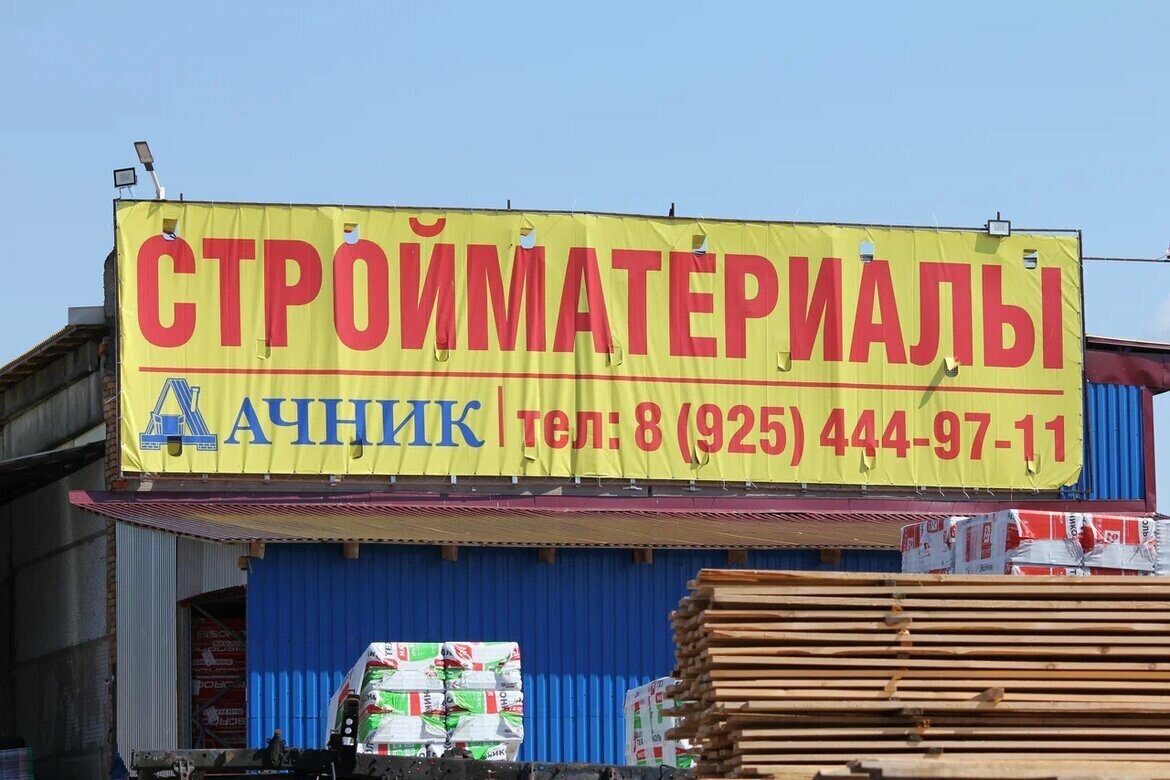 СТРОЙМАТЕРИАЛЫ
ДАЧНИК | тел: 8 (925) 444-97-11